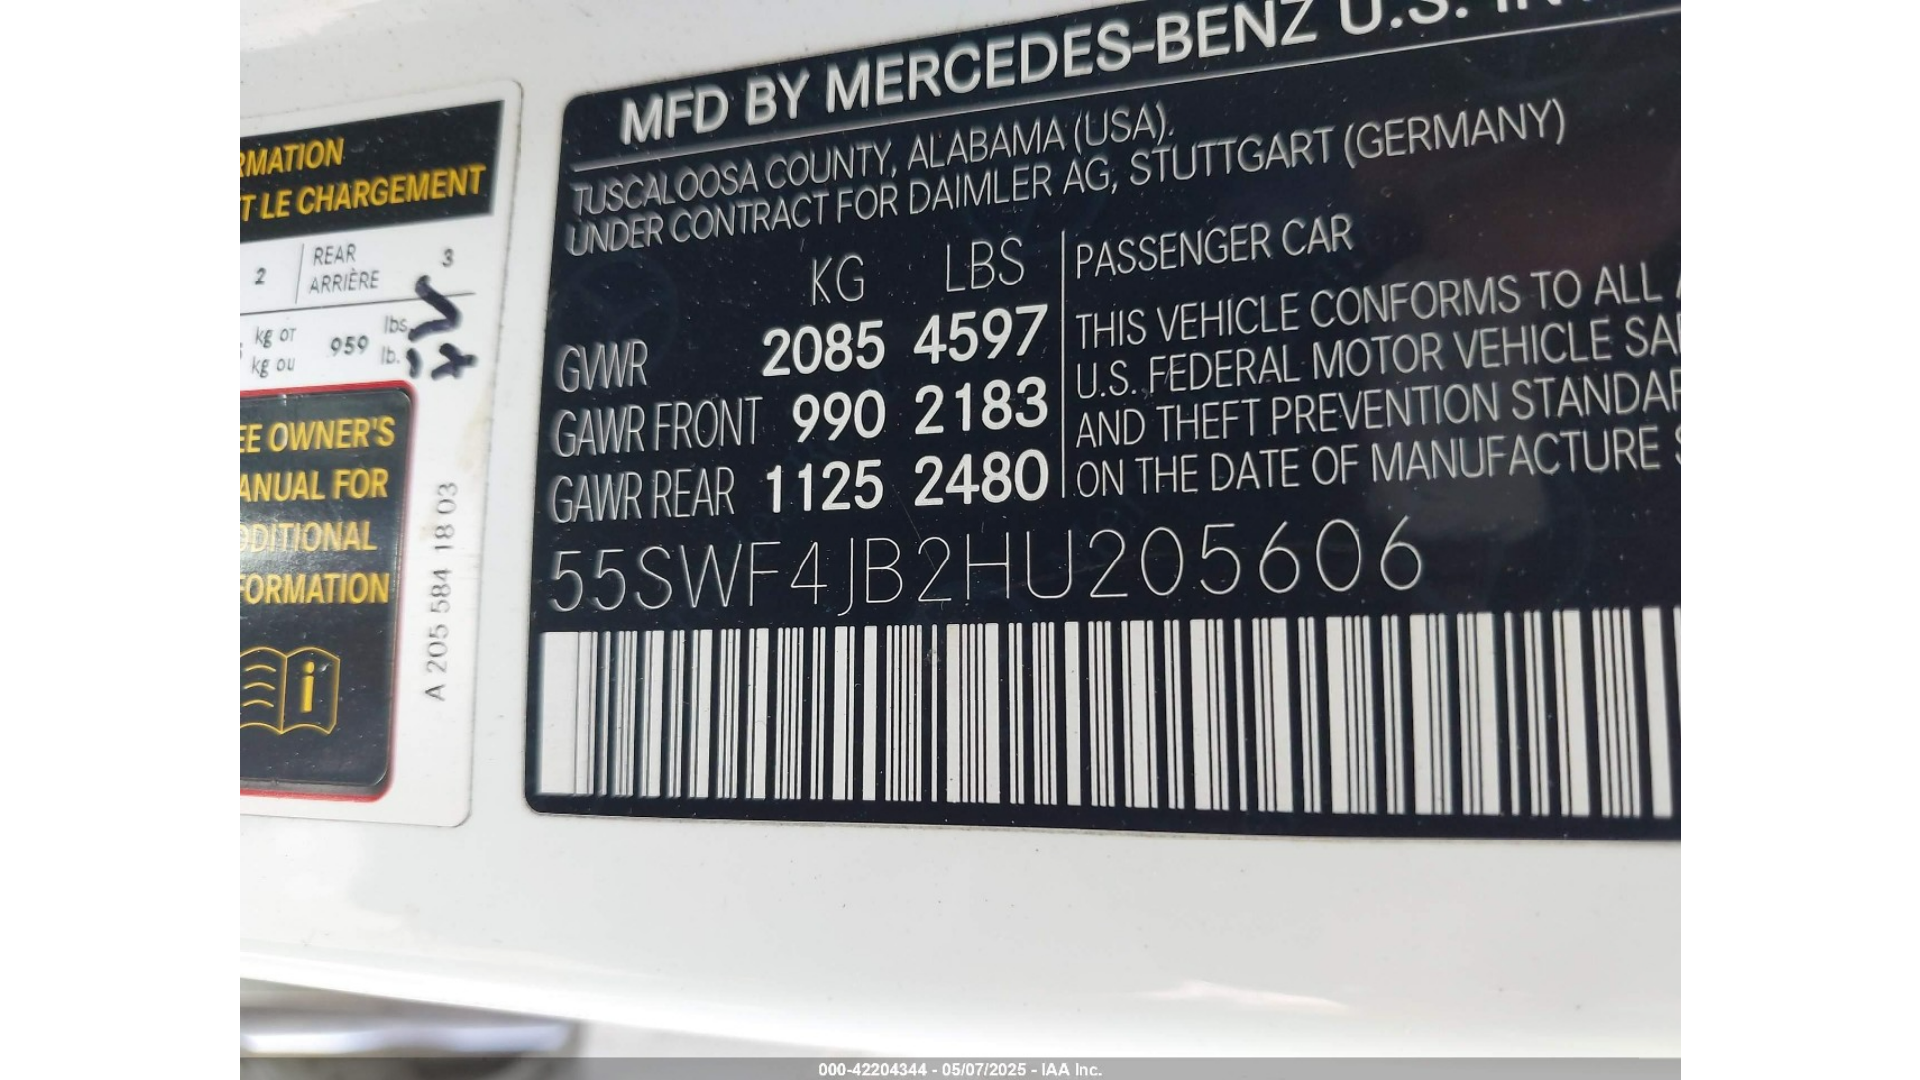 RMATION
T LE CHARGEMENT
2 REAR ARRIÈRE 3
kg or
kg ou 959 lbs. lb.
EE OWNER'S
ANUAL FOR
DDITIONAL
FORMATION
i
A 205 584 18 03
MFD BY MERCEDES-BENZ U.S. IN
TUSCALOOSA COUNTY, ALABAMA (USA).
UNDER CONTRACT FOR DAIMLER AG, STUTTGART (GERMANY)
KG LBS
GVWR 2085 4597
GAWR FRONT 990 2183
GAWR REAR 1125 2480
PASSENGER CAR
THIS VEHICLE CONFORMS TO ALL A
U.S. FEDERAL MOTOR VEHICLE SA
AND THEFT PREVENTION STANDAR
ON THE DATE OF MANUFACTURE S
55SWF4JB2HU205606
000-42204344 - 05/07/2025 - IAA Inc.